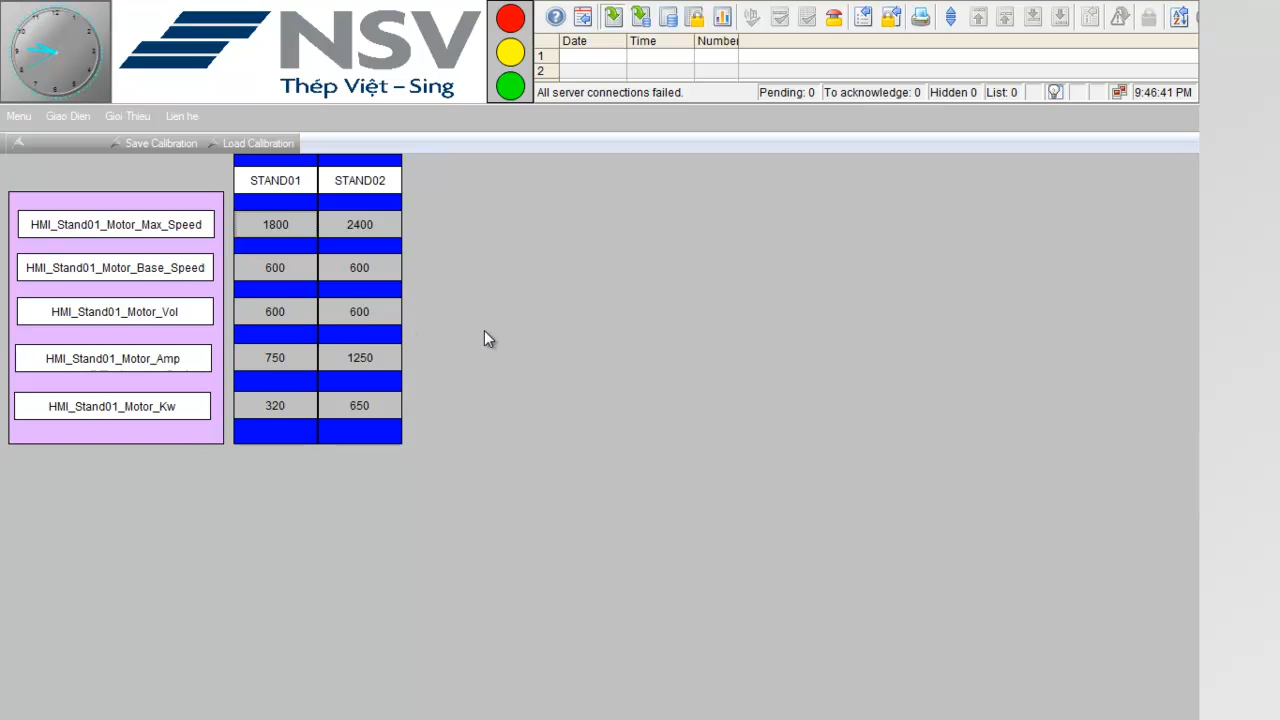 NSV
Thép Việt – Sing
Date Time Number
1
2
All server connections failed. Pending: 0 To acknowledge: 0 Hidden 0 List: 0 9:46:41 PM
Menu Giao Dien Gioi Thieu Lien he
Save Calibration Load Calibration
STAND01 STAND02
HMI_Stand01_Motor_Max_Speed 1800 2400
HMI_Stand01_Motor_Base_Speed 600 600
HMI_Stand01_Motor_Vol 600 600
HMI_Stand01_Motor_Amp 750 1250
HMI_Stand01_Motor_Kw 320 650